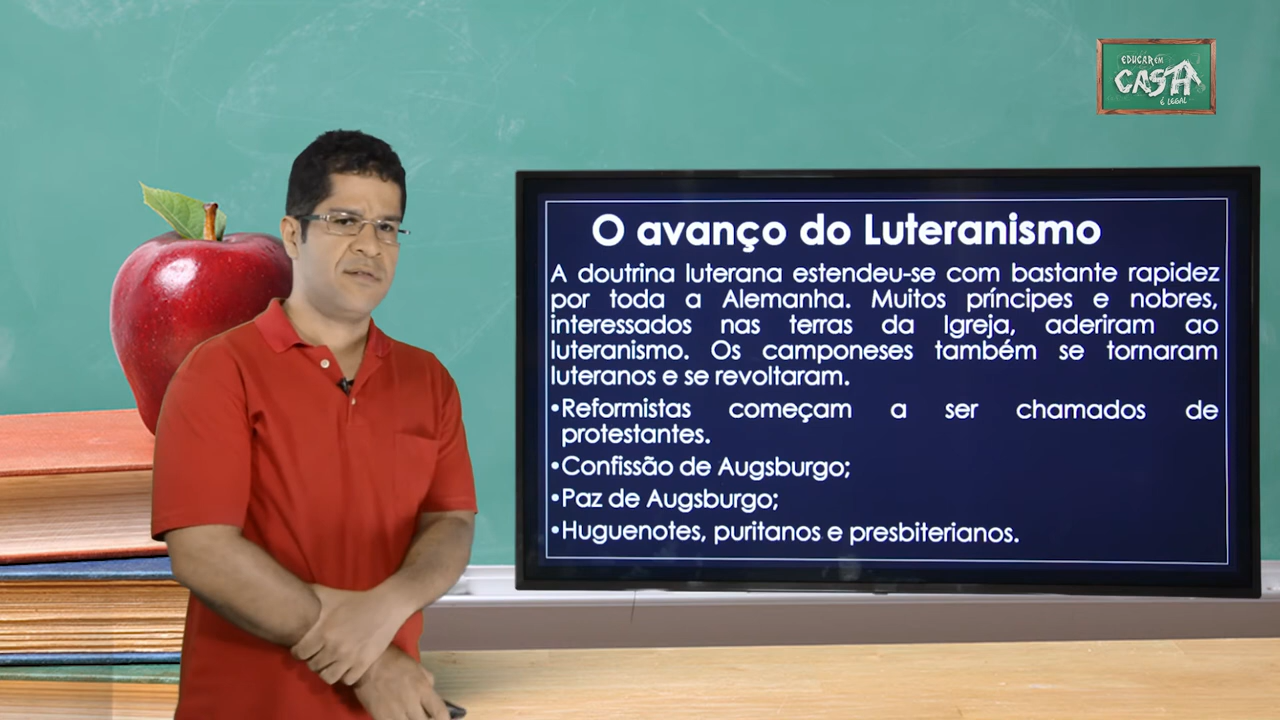 EDUCAR EM
CASA
É LEGAL
O avanço do Luteranismo
A doutrina luterana estendeu-se com bastante rapidez
por toda a Alemanha. Muitos príncipes e nobres,
interessados nas terras da Igreja, aderiram ao
luteranismo. Os camponeses também se tornaram
luteranos e se revoltaram.
•Reformistas começam a ser chamados de
protestantes.
•Confissão de Augsburgo;
•Paz de Augsburgo;
•Huguenotes, puritanos e presbiterianos.